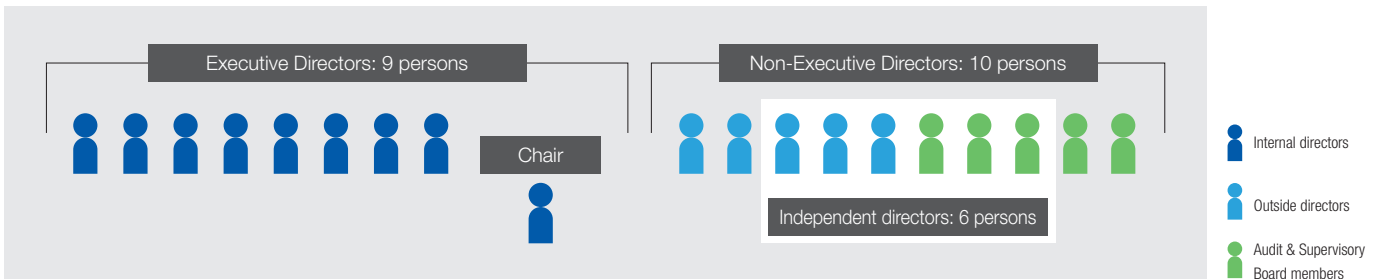 Executive Directors: 9 persons
Non-Executive Directors: 10 persons
Chair
Independent directors: 6 persons
Internal directors
Outside directors
Audit & Supervisory
Board members